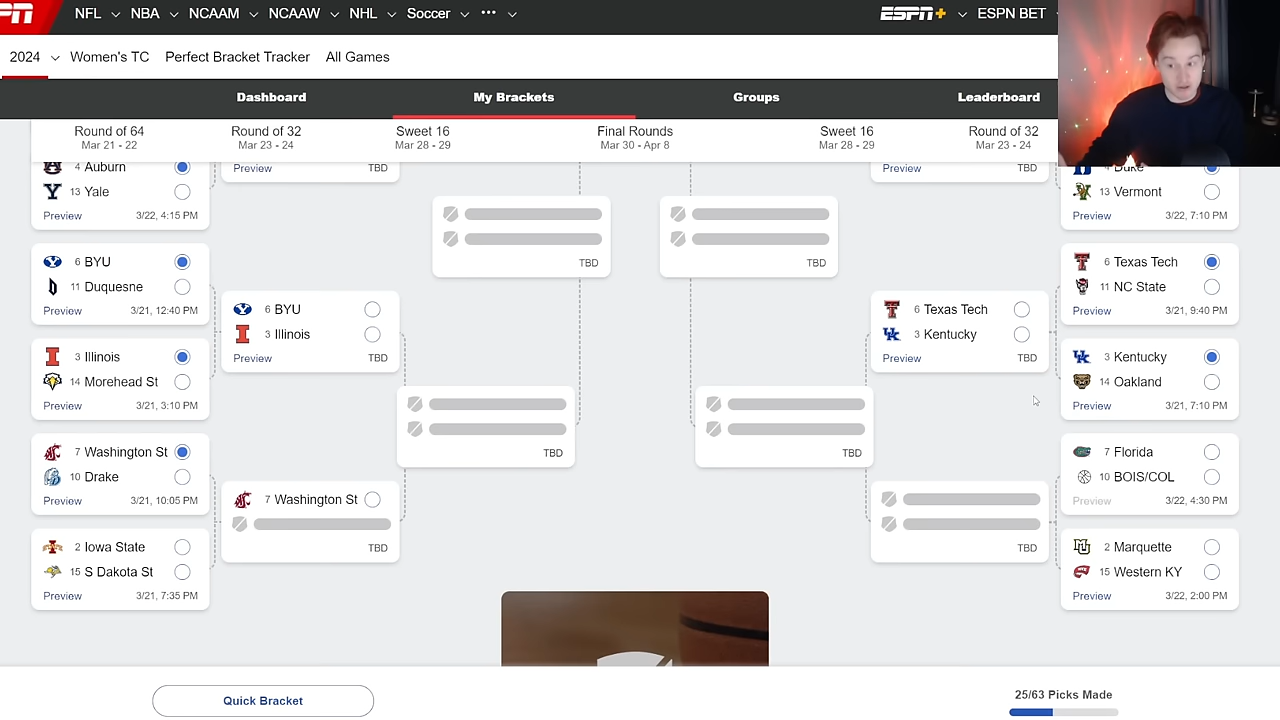 NFL NBA NCAAM NCAAW NHL Soccer ••• ESPN+ ESPN BET
2024 Women's TC Perfect Bracket Tracker All Games
Dashboard My Brackets Groups Leaderboard
Round of 64 Round of 32 Sweet 16 Final Rounds Sweet 16 Round of 32
Mar 21 - 22 Mar 23 - 24 Mar 28 - 29 Mar 30 - Apr 8 Mar 28 - 29 Mar 23 - 24
4 Auburn
13 Yale
Preview 3/22, 4:15 PM
6 BYU
11 Duquesne
Preview 3/21, 12:40 PM
3 Illinois
14 Morehead St
Preview 3/21, 3:10 PM
7 Washington St
10 Drake
Preview 3/21, 10:05 PM
2 Iowa State
15 S Dakota St
Preview 3/21, 7:35 PM
Preview TBD
6 BYU
3 Illinois
Preview TBD
7 Washington St
TBD
TBD
TBD
TBD
TBD
Preview TBD
6 Texas Tech
3 Kentucky
Preview TBD
TBD
4 Duke
13 Vermont
Preview 3/22, 7:10 PM
6 Texas Tech
11 NC State
Preview 3/21, 9:40 PM
3 Kentucky
14 Oakland
Preview 3/21, 7:10 PM
7 Florida
10 BOIS/COL
Preview 3/22, 4:30 PM
2 Marquette
15 Western KY
Preview 3/22, 2:00 PM
Quick Bracket
25/63 Picks Made